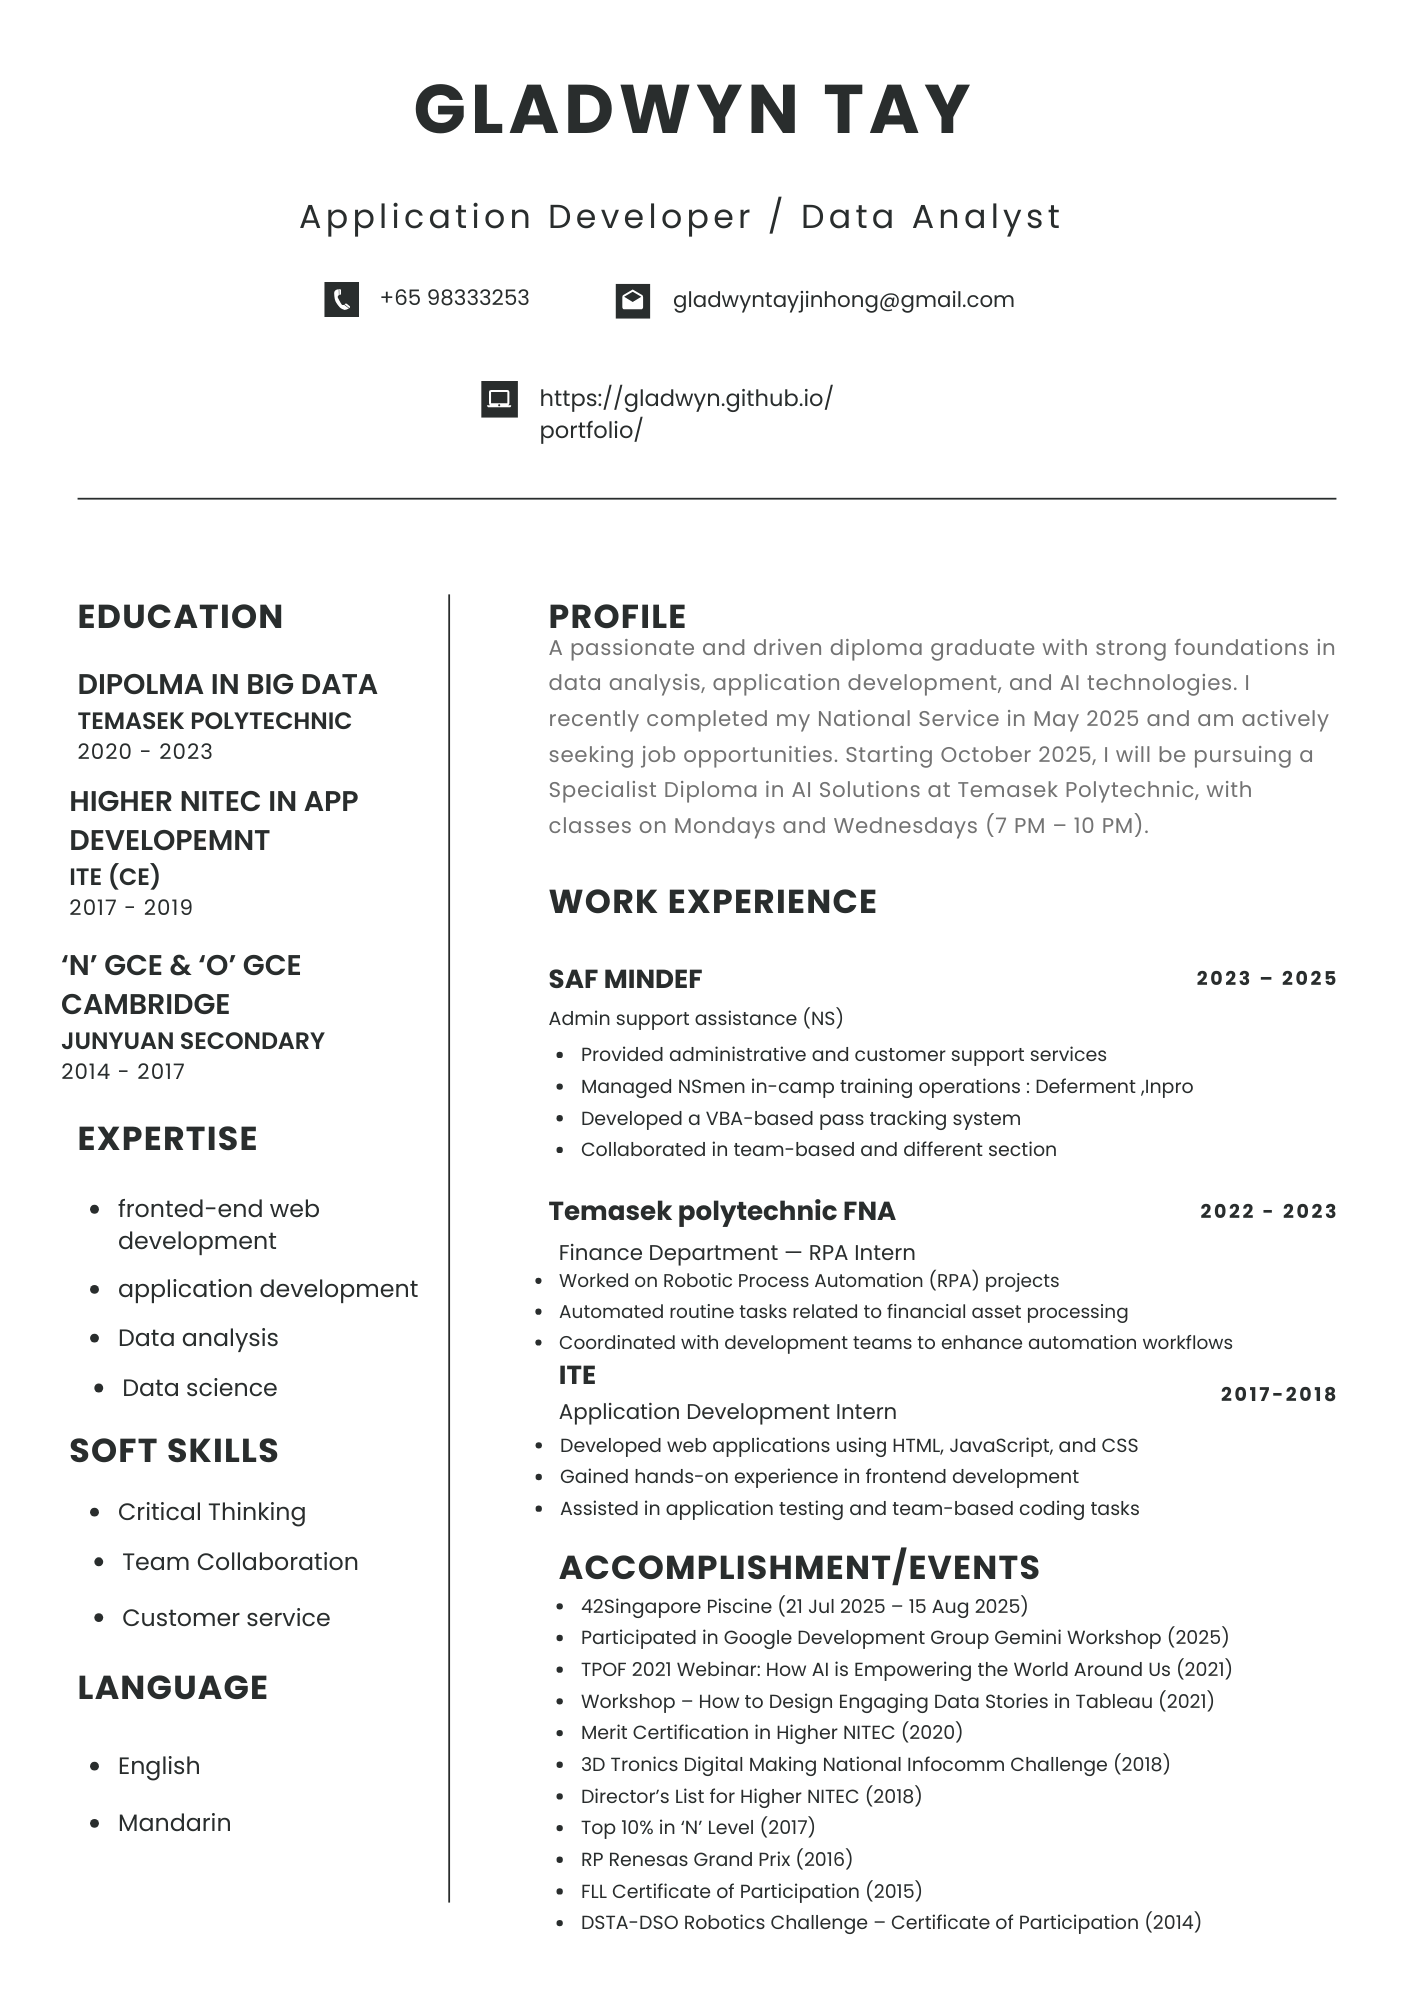 GLADWYN TAY
Application Developer / Data Analyst
+65 98333253
gladwyntayjinhong@gmail.com
https://gladwyn.github.io/
portfolio/
EDUCATION
DIPOLMA IN BIG DATA
TEMASEK POLYTECHNIC
2020 - 2023
HIGHER NITEC IN APP
DEVELOPEMNT
ITE (CE)
2017 - 2019
‘N’ GCE & ‘O’ GCE
CAMBRIDGE
JUNYUAN SECONDARY
2014 - 2017
EXPERTISE
• fronted-end web
development
• application development
• Data analysis
• Data science
SOFT SKILLS
• Critical Thinking
• Team Collaboration
• Customer service
LANGUAGE
• English
• Mandarin
PROFILE
A passionate and driven diploma graduate with strong foundations in
data analysis, application development, and AI technologies. I
recently completed my National Service in May 2025 and am actively
seeking job opportunities. Starting October 2025, I will be pursuing a
Specialist Diploma in AI Solutions at Temasek Polytechnic, with
classes on Mondays and Wednesdays (7 PM – 10 PM).
WORK EXPERIENCE
SAF MINDEF
2023 – 2025
Admin support assistance (NS)
• Provided administrative and customer support services
• Managed NSmen in-camp training operations : Deferment ,Inpro
• Developed a VBA-based pass tracking system
• Collaborated in team-based and different section
Temasek polytechnic FNA
2022 - 2023
Finance Department — RPA Intern
• Worked on Robotic Process Automation (RPA) projects
• Automated routine tasks related to financial asset processing
• Coordinated with development teams to enhance automation workflows
ITE
2017-2018
Application Development Intern
• Developed web applications using HTML, JavaScript, and CSS
• Gained hands-on experience in frontend development
• Assisted in application testing and team-based coding tasks
ACCOMPLISHMENT/EVENTS
• 42Singapore Piscine (21 Jul 2025 – 15 Aug 2025)
• Participated in Google Development Group Gemini Workshop (2025)
• TPOF 2021 Webinar: How AI is Empowering the World Around Us (2021)
• Workshop – How to Design Engaging Data Stories in Tableau (2021)
• Merit Certification in Higher NITEC (2020)
• 3D Tronics Digital Making National Infocomm Challenge (2018)
• Director’s List for Higher NITEC (2018)
• Top 10% in ‘N’ Level (2017)
• RP Renesas Grand Prix (2016)
• FLL Certificate of Participation (2015)
• DSTA-DSO Robotics Challenge – Certificate of Participation (2014)